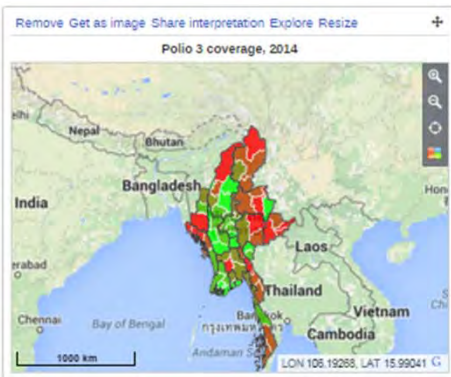 Remove Get as image Share interpretation Explore Resize
Polio 3 coverage, 2014
Nepal
Bhutan
Bangladesh
India
Laos
Thailand
กรุงเทพมหานคร
Vietnam
Cambodia
Chennai
Bay of Bengal
1000 km
LON 106.19268, LAT 15.99041 G